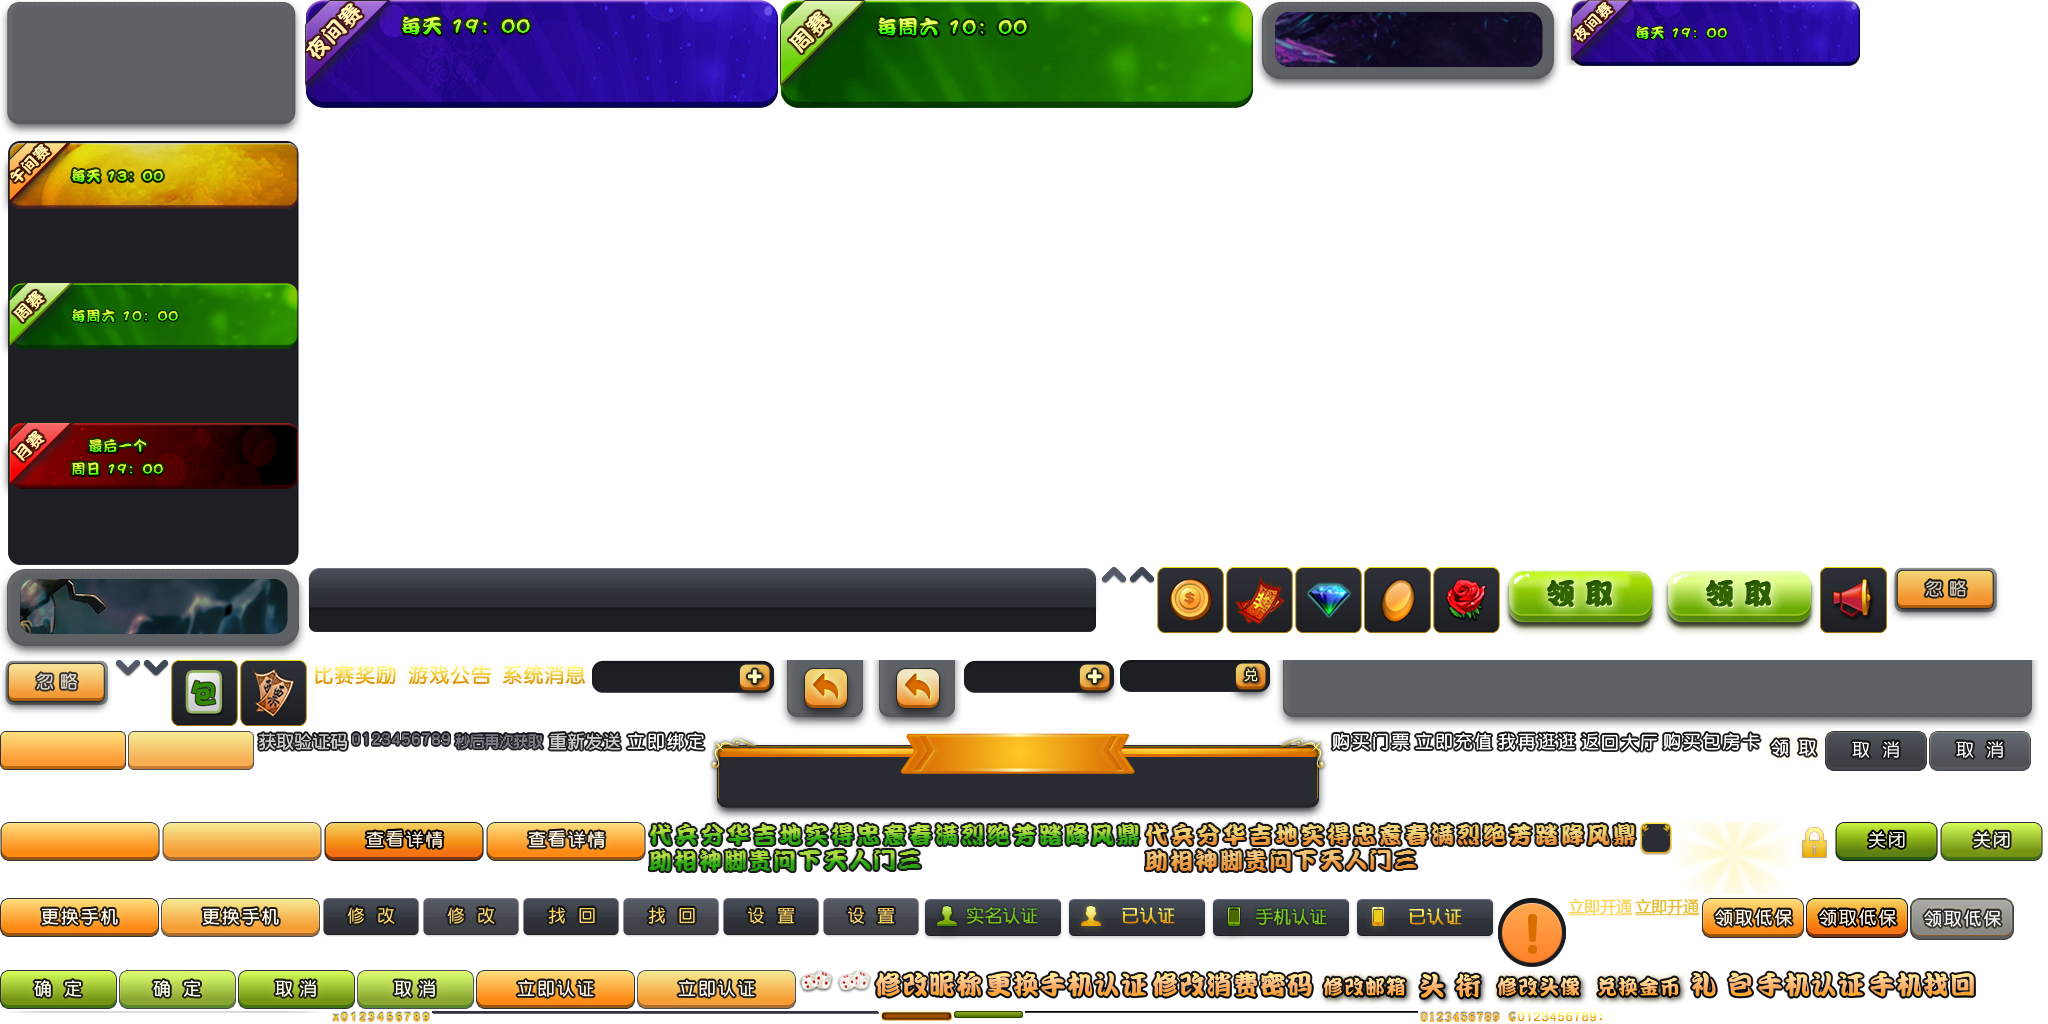 夜间赛 每天 19：00
周赛 每周六 10：00
夜间赛 每天 19：00
午间赛 每天 13：00
周赛 每周六 10：00
月赛 最后一个
周日 19：00
领取 领取 忽略
忽略 包 比赛奖励 游戏公告 系统消息 兑
获取验证码 0123456789 秒后再次获取 重新发送 立即绑定 购买门票 立即充值 我再逛逛 返回大厅 购买包房卡 领 取 取 消 取 消
查看详情 查看详情 代兵分华吉地实得忠意春满烈绝芳踏降风鼎 代兵分华吉地实得忠意春满烈绝芳踏降风鼎 关闭 关闭
助相神脚贵问下天人门三 助相神脚贵问下天人门三
更换手机 更换手机 修 改 修 改 找 回 找 回 设 置 设 置 实名认证 已认证 手机认证 已认证 立即开通 立即开通 领取低保 领取低保 领取低保
确 定 确 定 取 消 取 消 立即认证 立即认证 修改昵称 更换手机认证 修改消费密码 修改邮箱 头 衔 修改头像 兑换金币 礼 包 手机认证 手机找回
x0123456789 0123456789 0123456789: